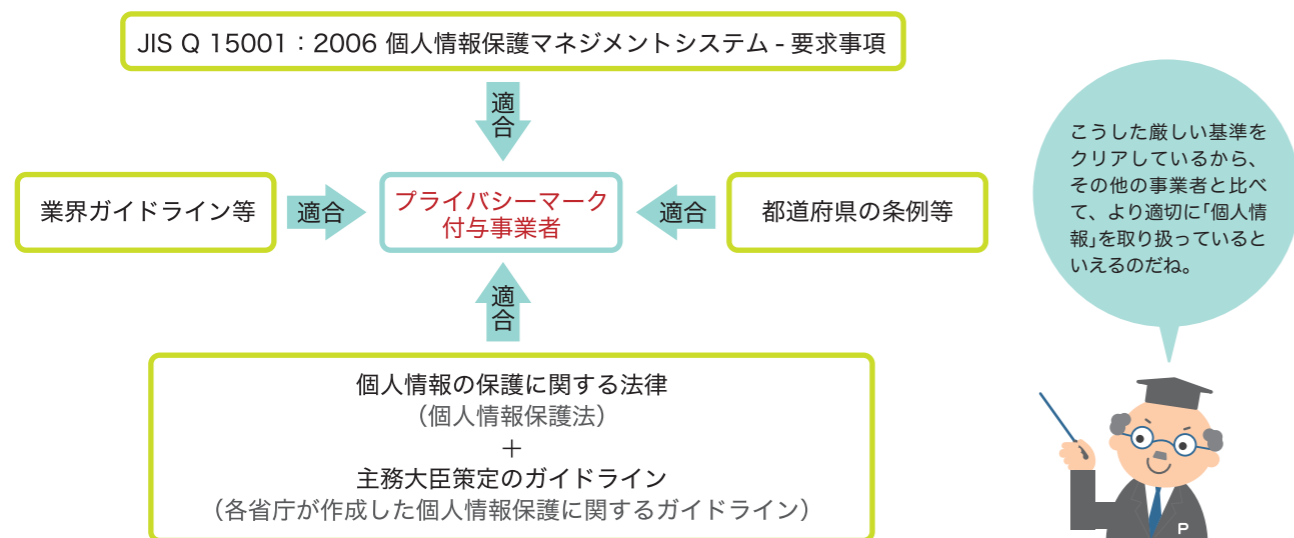 JIS Q 15001：2006 個人情報保護マネジメントシステム - 要求事項
適合
業界ガイドライン等
適合
プライバシーマーク
付与事業者
適合
都道府県の条例等
適合
個人情報の保護に関する法律
（個人情報保護法）
＋
主務大臣策定のガイドライン
（各省庁が作成した個人情報保護に関するガイドライン）
こうした厳しい基準を
クリアしているから、
その他の事業者と比べ
て、より適切に「個人情
報」を取り扱っていると
いえるのだね。
P